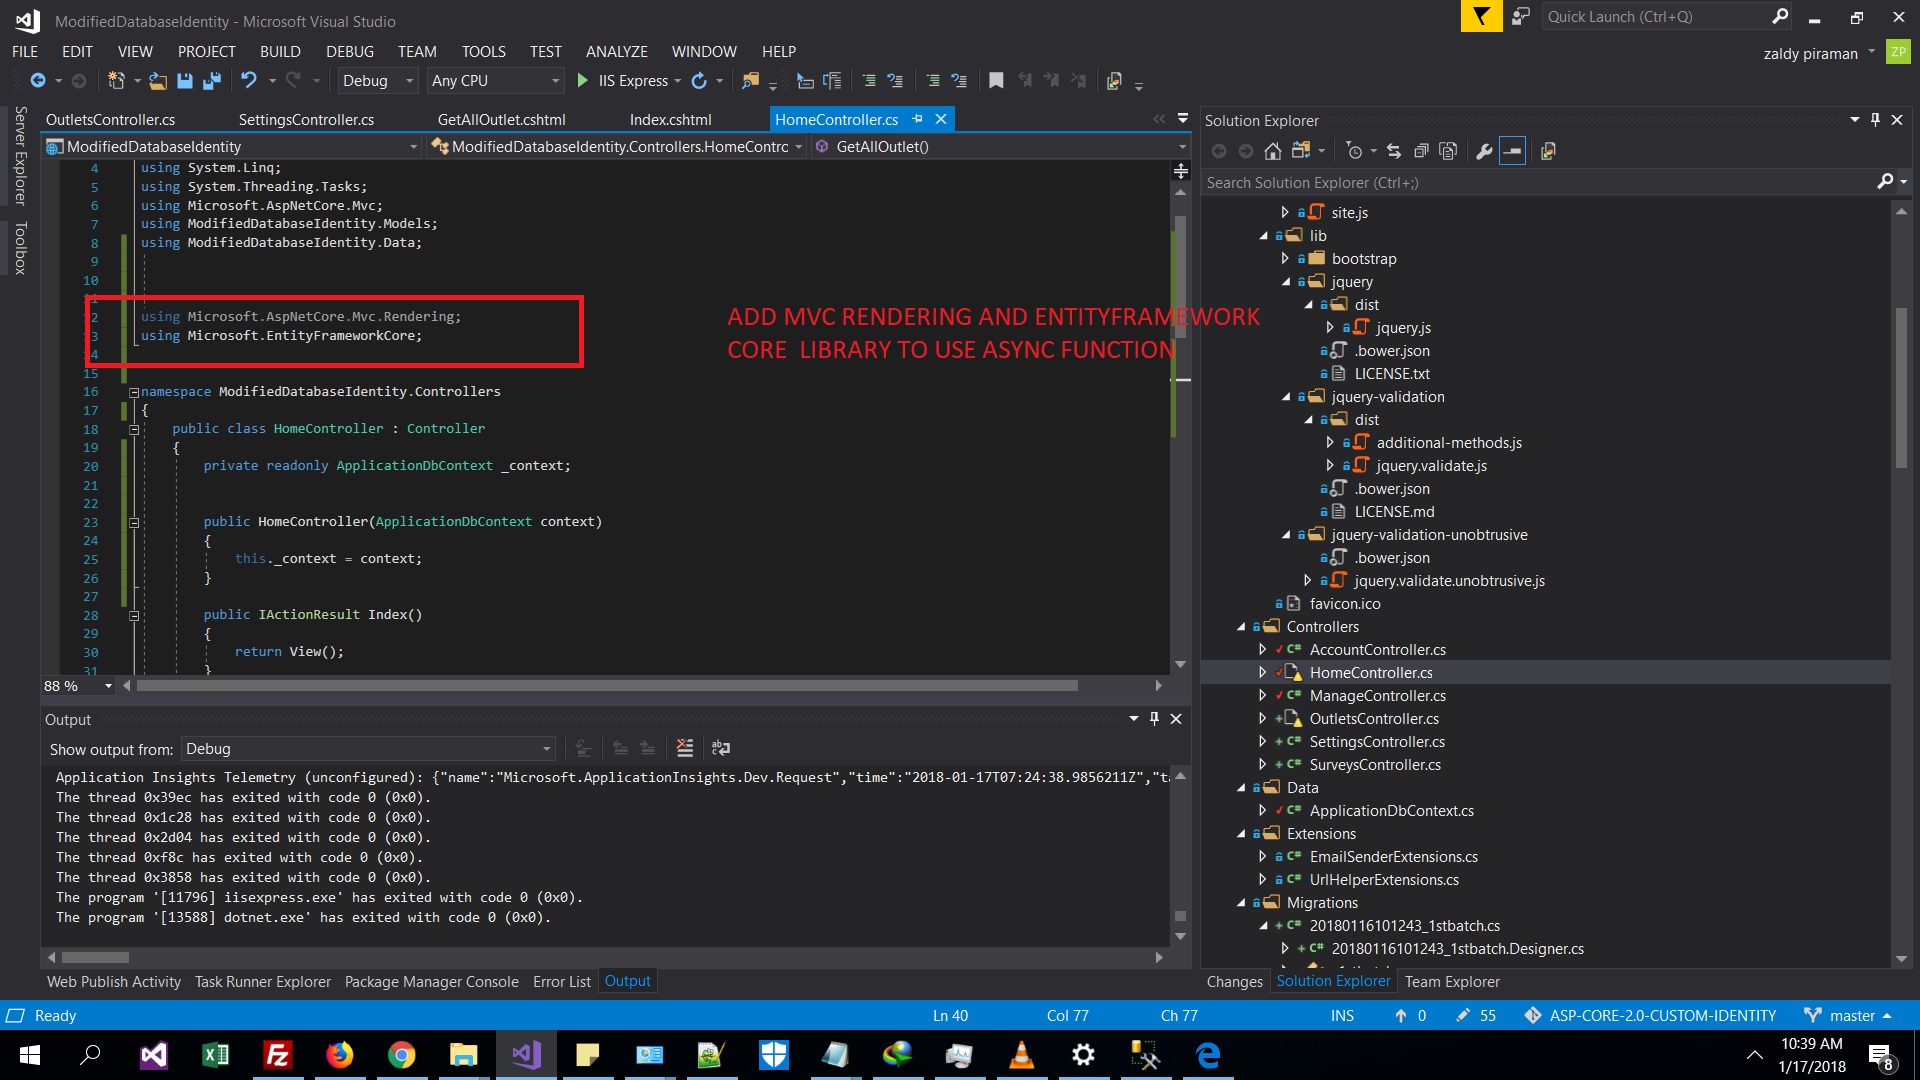 ModifiedDatabaseIdentity - Microsoft Visual Studio
Quick Launch (Ctrl+Q)
FILE EDIT VIEW PROJECT BUILD DEBUG TEAM TOOLS TEST ANALYZE WINDOW HELP
zaldy piraman ZP
Debug Any CPU IIS Express
Server Explorer
Toolbox
OutletsController.cs SettingsController.cs GetAllOutlet.cshtml Index.cshtml HomeController.cs
ModifiedDatabaseIdentity ModifiedDatabaseIdentity.Controllers.HomeContrc GetAllOutlet()
4 using System.Linq;
5 using System.Threading.Tasks;
6 using Microsoft.AspNetCore.Mvc;
7 using ModifiedDatabaseIdentity.Models;
8 using ModifiedDatabaseIdentity.Data;
9
10
11
12 using Microsoft.AspNetCore.Mvc.Rendering;
13 using Microsoft.EntityFrameworkCore;
14
15
16 namespace ModifiedDatabaseIdentity.Controllers
17 {
18 public class HomeController : Controller
19 {
20 private readonly ApplicationDbContext _context;
21
22
23 public HomeController(ApplicationDbContext context)
24 {
25 this._context = context;
26 }
27
28 public IActionResult Index()
29 {
30 return View();
31 }
ADD MVC RENDERING AND ENTITYFRAMEWORK
CORE LIBRARY TO USE ASYNC FUNCTION
88 %
Output
Show output from: Debug
Application Insights Telemetry (unconfigured): {"name":"Microsoft.ApplicationInsights.Dev.Request","time":"2018-01-17T07:24:38.9856211Z","ta
The thread 0x39ec has exited with code 0 (0x0).
The thread 0x1c28 has exited with code 0 (0x0).
The thread 0x2d04 has exited with code 0 (0x0).
The thread 0xf8c has exited with code 0 (0x0).
The thread 0x3858 has exited with code 0 (0x0).
The program '[11796] iisexpress.exe' has exited with code 0 (0x0).
The program '[13588] dotnet.exe' has exited with code 0 (0x0).
Web Publish Activity Task Runner Explorer Package Manager Console Error List Output
Solution Explorer
Search Solution Explorer (Ctrl+;)
site.js
lib
bootstrap
jquery
dist
jquery.js
.bower.json
LICENSE.txt
jquery-validation
dist
additional-methods.js
jquery.validate.js
.bower.json
LICENSE.md
jquery-validation-unobtrusive
.bower.json
jquery.validate.unobtrusive.js
favicon.ico
Controllers
AccountController.cs
HomeController.cs
ManageController.cs
OutletsController.cs
SettingsController.cs
SurveysController.cs
Data
ApplicationDbContext.cs
Extensions
EmailSenderExtensions.cs
UrlHelperExtensions.cs
Migrations
20180116101243_1stbatch.cs
20180116101243_1stbatch.Designer.cs
Changes Solution Explorer Team Explorer
Ready Ln 40 Col 77 Ch 77 INS 0 55 ASP-CORE-2.0-CUSTOM-IDENTITY master
10:39 AM
1/17/2018
8